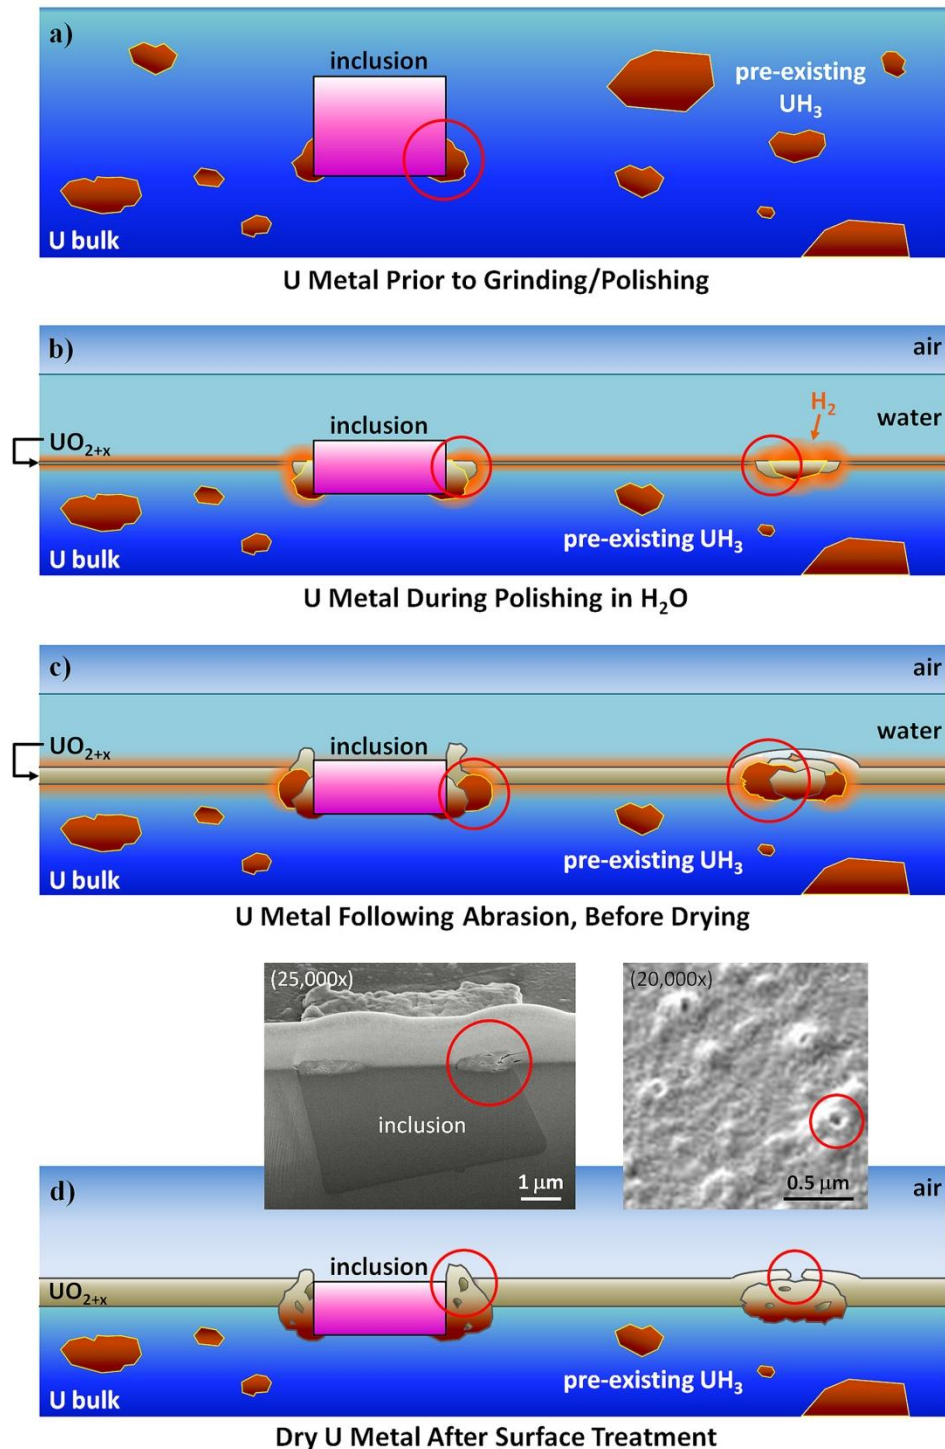 a)
inclusion
pre-existing
UH₃
U bulk
U Metal Prior to Grinding/Polishing
b)
air
H₂
inclusion
water
UO₂₊ₓ
pre-existing UH₃
U bulk
U Metal During Polishing in H₂O
c)
air
water
UO₂₊ₓ
inclusion
pre-existing UH₃
U bulk
U Metal Following Abrasion, Before Drying
(25,000x)
(20,000x)
inclusion
1 μm
0.5 μm
d)
air
inclusion
UO₂₊ₓ
pre-existing UH₃
U bulk
Dry U Metal After Surface Treatment